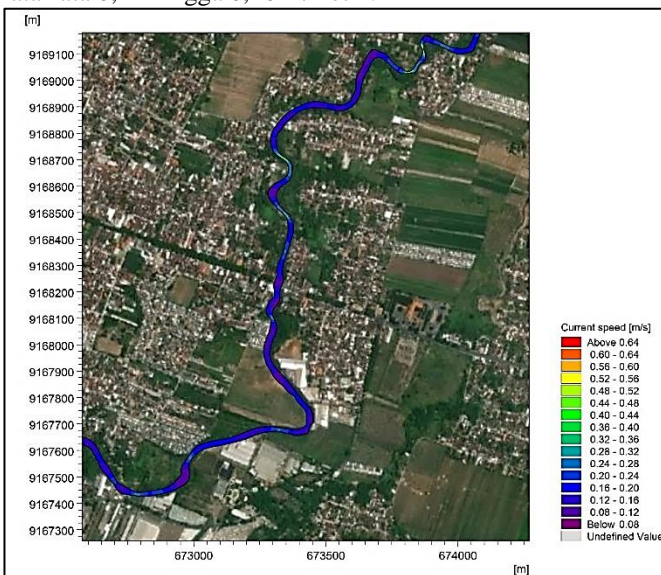 [m]
9169100
9169000
9168900
9168800
9168700
9168600
9168500
9168400
9168300
9168200
9168100
9168000
9167900
9167800
9167700
9167600
9167500
9167400
9167300
673000
673500
674000
[m]
Current speed [m/s]
Above 0.64
0.60 - 0.64
0.56 - 0.60
0.52 - 0.56
0.48 - 0.52
0.44 - 0.48
0.40 - 0.44
0.36 - 0.40
0.32 - 0.36
0.28 - 0.32
0.24 - 0.28
0.20 - 0.24
0.16 - 0.20
0.12 - 0.16
0.08 - 0.12
Below 0.08
Undefined Value